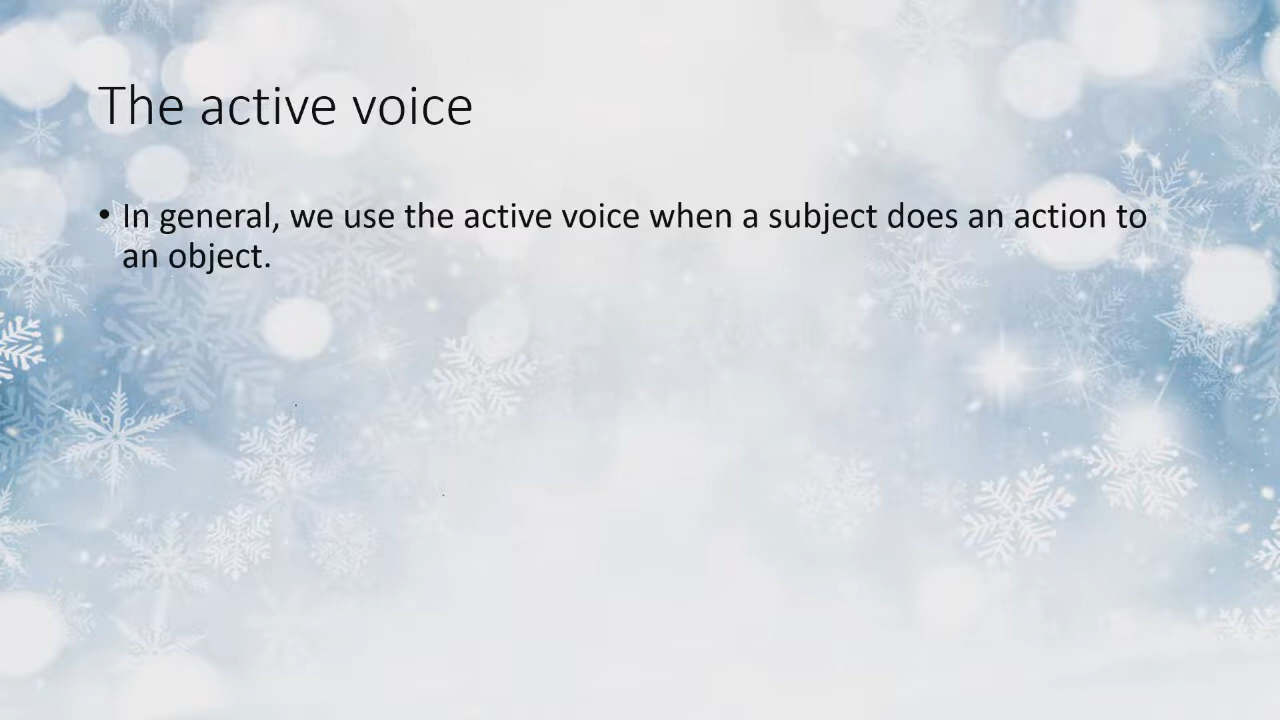 The active voice
• In general, we use the active voice when a subject does an action to
an object.